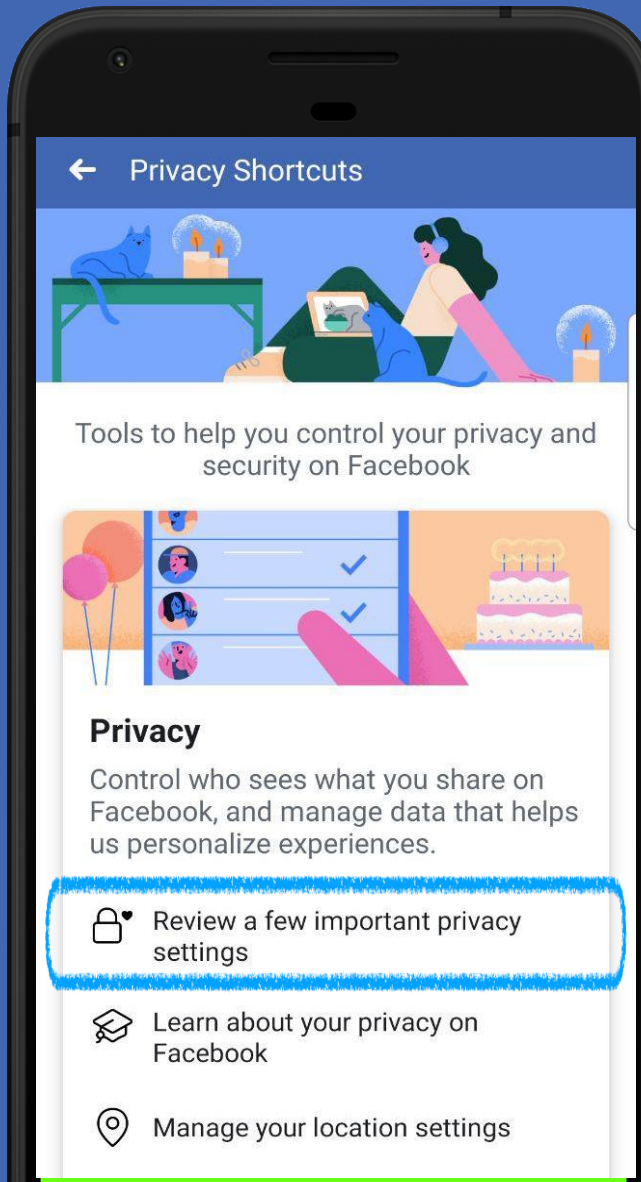 Privacy Shortcuts
Tools to help you control your privacy and
security on Facebook
Privacy
Control who sees what you share on
Facebook, and manage data that helps
us personalize experiences.
Review a few important privacy
settings
Learn about your privacy on
Facebook
Manage your location settings